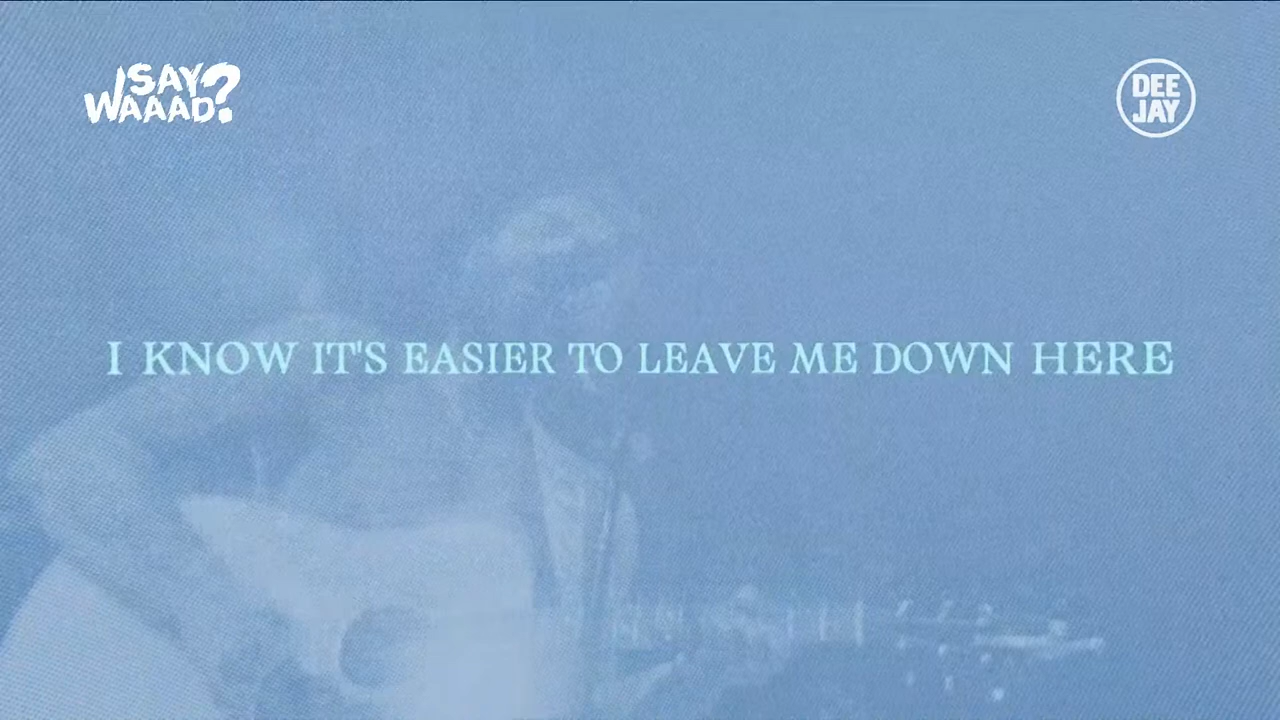 SAY
WAAAD?
DEE
JAY
I KNOW IT'S EASIER TO LEAVE ME DOWN HERE